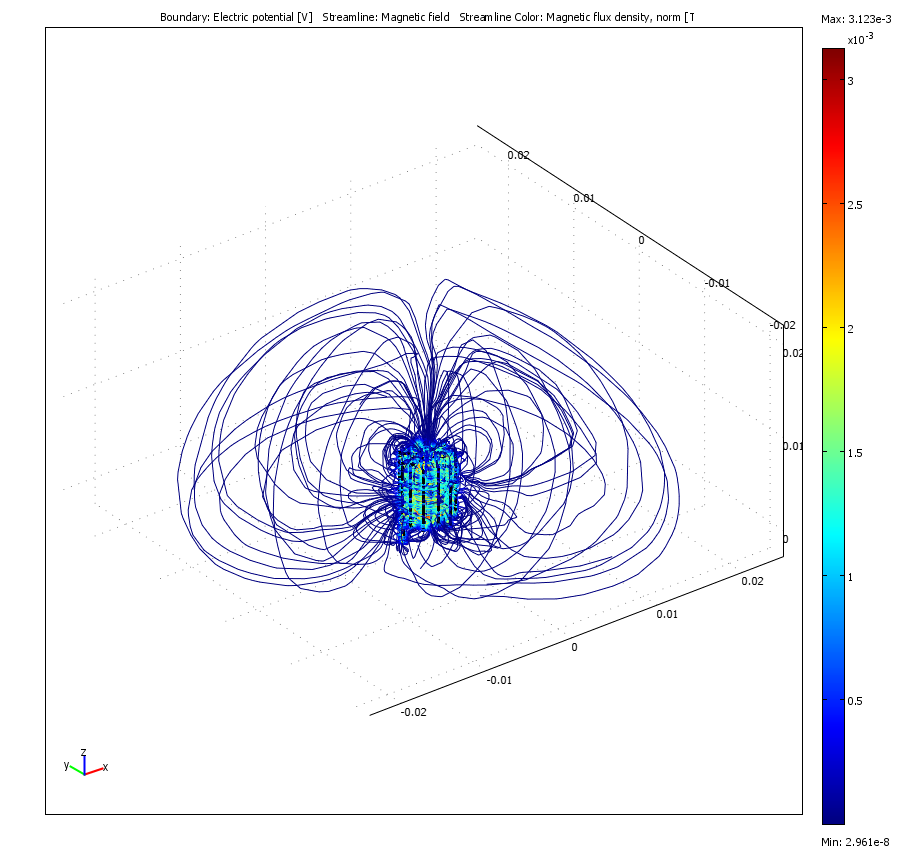 Boundary: Electric potential [V]   Streamline: Magnetic field   Streamline Color: Magnetic flux density, norm [T
Max: 3.123e-3
x10-3
3
2.5
2
1.5
1
0.5
Min: 2.961e-8
0.02
0.01
0
-0.01
-0.02
0.02
0.01
0
0.02
0.01
0
-0.01
-0.02
z
y
x